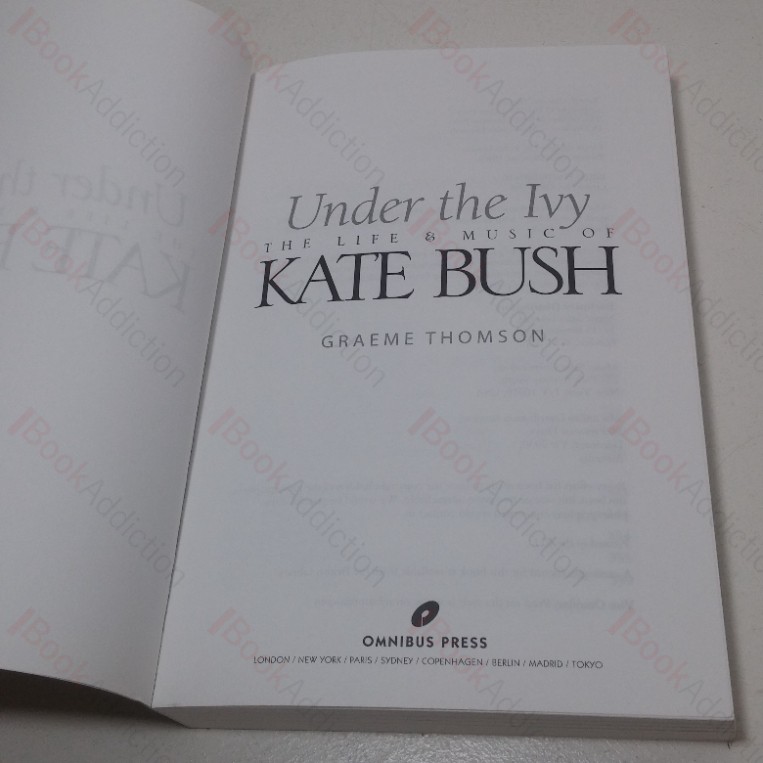 Under the Ivy
THE LIFE & MUSIC OF
KATE BUSH
GRAEME THOMSON
OMNIBUS PRESS
LONDON / NEW YORK / PARIS / SYDNEY / COPENHAGEN / BERLIN / MADRID / TOKYO
BookAddiction